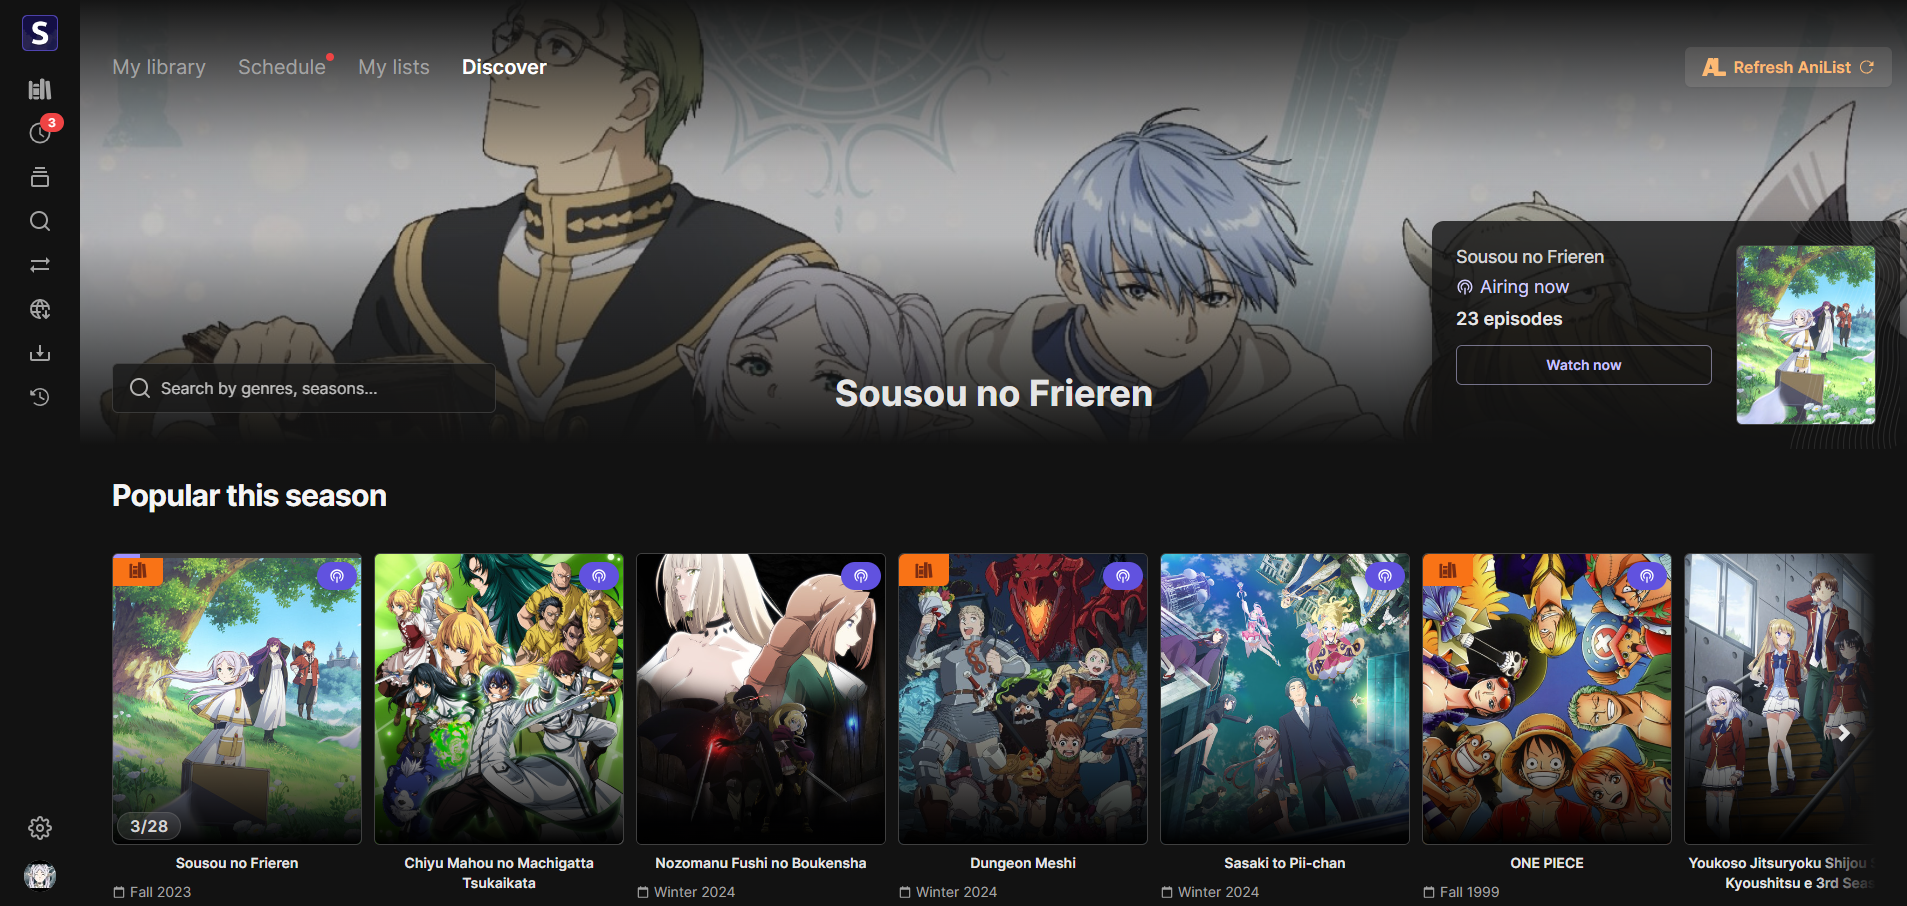 S
My library
Schedule
My lists
Discover
AL Refresh AniList
3
Sousou no Frieren
Airing now
23 episodes
Watch now
Search by genres, seasons...
Sousou no Frieren
Popular this season
3/28
Sousou no Frieren
Fall 2023
Chiyu Mahou no Machigatta
Tsukaikata
Nozomanu Fushi no Boukensha
Winter 2024
Dungeon Meshi
Winter 2024
Sasaki to Pii-chan
Winter 2024
ONE PIECE
Fall 1999
Youkoso Jitsuryoku Shijou
Kyoushitsu e 3rd Seas